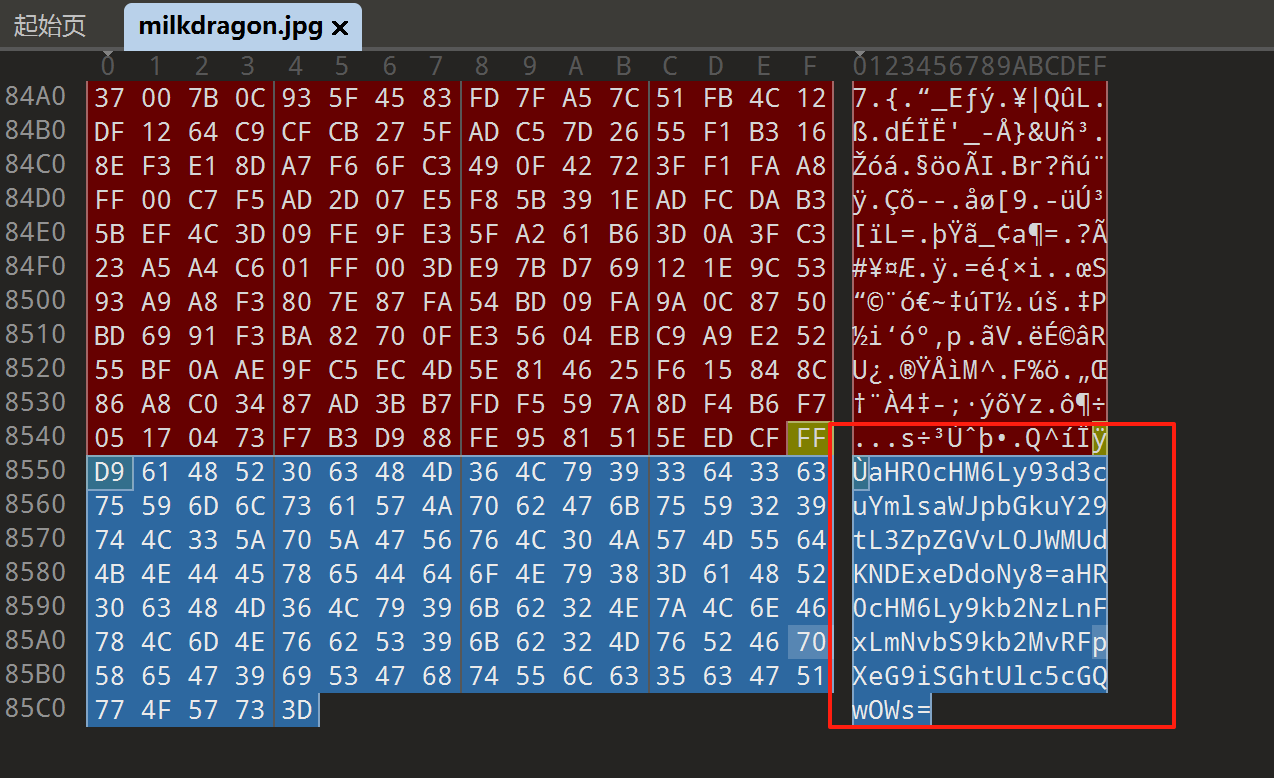 起始页 milkdragon.jpg ×
0 1 2 3 4 5 6 7 8 9 A B C D E F 0123456789ABCDEF
84A0 37 00 7B 0C 93 5F 45 83 FD 7F A5 7C 51 FB 4C 12 7.{.“_Eƒý.¥|QûL.
84B0 DF 12 64 C9 CF CB 27 5F AD C5 7D 26 55 F1 B3 16 ß.dÉÏË'_-Å}&Uñ³.
84C0 8E F3 E1 8D A7 F6 6F C3 49 0F 42 72 3F F1 FA A8 Žóá.§öoÃI.Br?ñú¨
84D0 FF 00 C7 F5 AD 2D 07 E5 F8 5B 39 1E AD FC DA B3 ÿ.Çõ--.åø[9.-üÚ³
84E0 5B EF 4C 3D 09 FE 9F E3 5F A2 61 B6 3D 0A 3F C3 [ïL=.þŸã_¢a¶=.?Ã
84F0 23 A5 A4 C6 01 FF 00 3D E9 7B D7 69 12 1E 9C 53 #¥¤Æ.ÿ.=é{×i..œS
8500 93 A9 A8 F3 80 7E 87 FA 54 BD 09 FA 9A 0C 87 50 “©¨ó€~‡úT½.úš.‡P
8510 BD 69 91 F3 BA 82 70 0F E3 56 04 EB C9 A9 E2 52 ½i‘óº‚p.ãV.ëÉ©âR
8520 55 BF 0A AE 9F C5 EC 4D 5E 81 46 25 F6 15 84 8C U¿.®ŸÅìM^.F%ö.„Œ
8530 86 A8 C0 34 87 AD 3B B7 FD F5 59 7A 8D F4 B6 F7 †¨À4‡-;·ýõYz.ô¶÷
8540 05 17 04 73 F7 B3 D9 88 FE 95 81 51 5E ED CF FF ...s÷³Ùˆþ•.Q^íÏÿ
8550 D9 61 48 52 30 63 48 4D 36 4C 79 39 33 64 33 63 ÙaHR0cHM6Ly93d3c
8560 75 59 6D 6C 73 61 57 4A 70 62 47 6B 75 59 32 39 uYmlsaWJpbGkuY29
8570 74 4C 33 5A 70 5A 47 56 76 4C 30 4A 57 4D 55 64 tL3ZpZGVvL0JWMUd
8580 4B 4E 44 45 78 65 44 64 6F 4E 79 38 3D 61 48 52 KNDExeDdoNy8=aHR
8590 30 63 48 4D 36 4C 79 39 6B 62 32 4E 7A 4C 6E 46 0cHM6Ly9kb2NzLnF
85A0 78 4C 6D 4E 76 62 53 39 6B 62 32 4D 76 52 46 70 xLmNvbS9kb2MvRFp
85B0 58 65 47 39 69 53 47 68 74 55 6C 63 35 63 47 51 XeG9iSGhtUlc5cGQ
85C0 77 4F 57 73 3D wOWs=